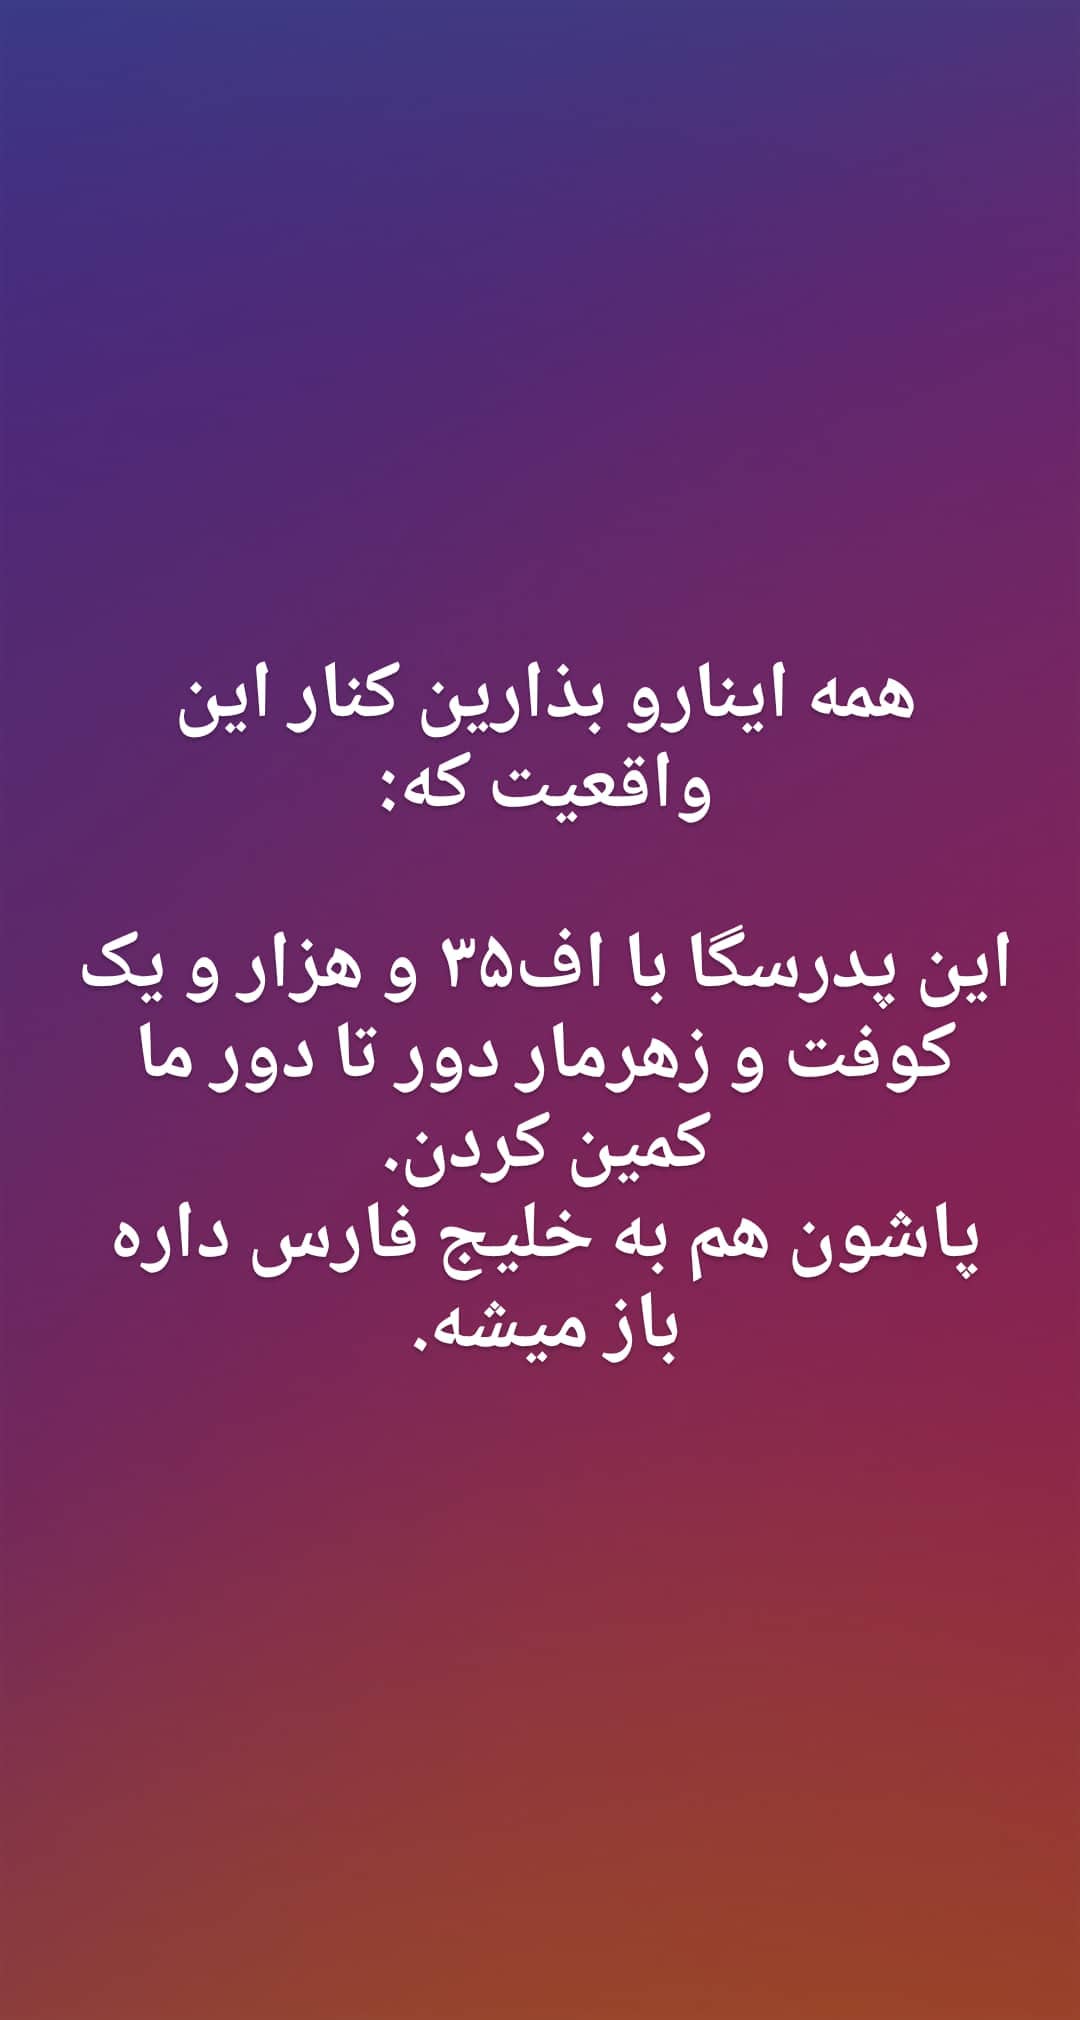 همه اینارو بذارین کنار این
واقعیت که:
این پدرسگا با اف۳۵ و هزار و یک
کوفت و زهرمار دور تا دور ما
کمین کردن.
پاشون هم به خلیج فارس داره
باز میشه.